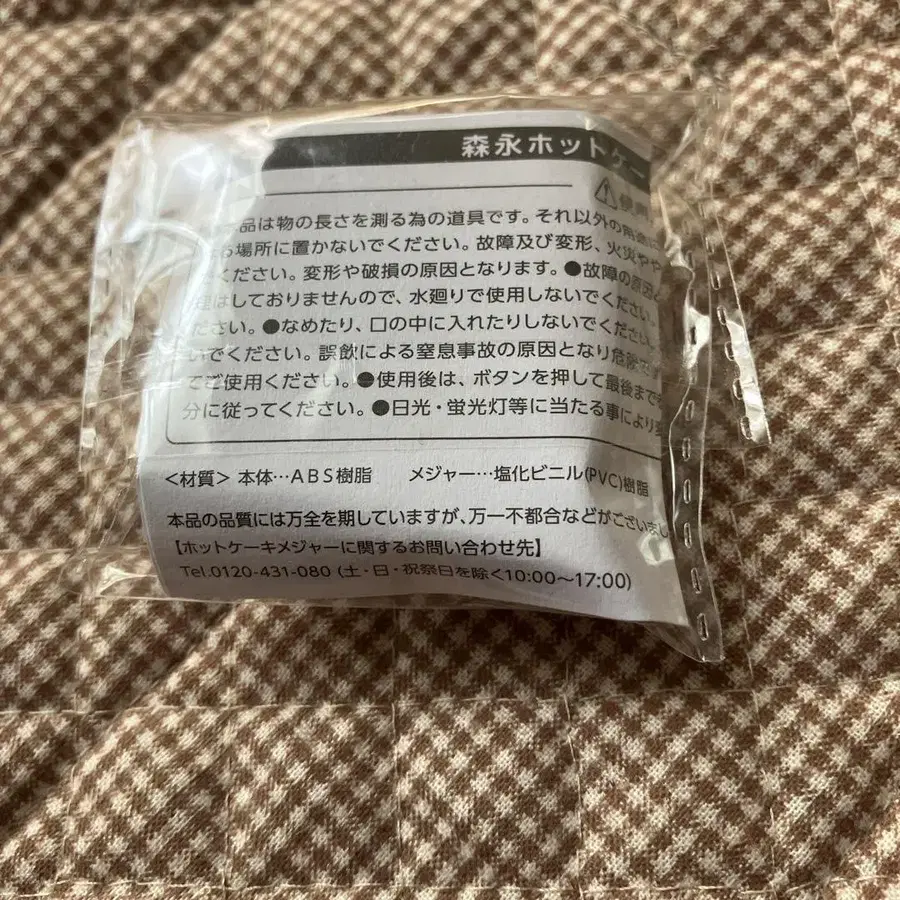 森永ホットケー
⚠使用
品は物の長さを測る為の道具です。それ以外の用途に
場所に置かないでください。故障及び変形、火災や
ください。変形や破損の原因となります。●故障の原因と
はしておりませんので、水廻りで使用しないでください。
ださい。●なめたり、口の中に入れたりしないでください。
いでください。誤飲による窒息事故の原因となり危険で
てご使用ください。●使用後は、ボタンを押して最後まで
分に従ってください。●日光・蛍光灯等に当たる事により変
<材質> 本体…ABS樹脂 メジャー…塩化ビニル(PVC)樹脂
本品の品質には万全を期していますが、万一不都合などがございまし
【ホットケーキメジャーに関するお問い合わせ先】
Tel.0120-431-080 (土・日・祝祭日を除く10:00〜17:00)